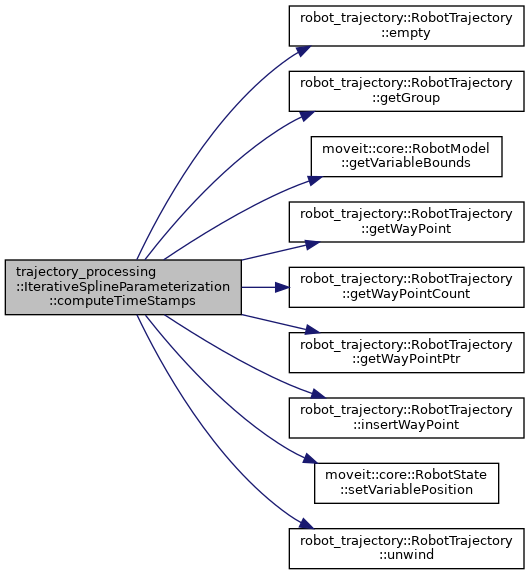 robot_trajectory::RobotTrajectory
::empty
robot_trajectory::RobotTrajectory
::getGroup
moveit::core::RobotModel
::getVariableBounds
robot_trajectory::RobotTrajectory
::getWayPoint
trajectory_processing
::IterativeSplineParameterization
::computeTimeStamps
robot_trajectory::RobotTrajectory
::getWayPointCount
robot_trajectory::RobotTrajectory
::getWayPointPtr
robot_trajectory::RobotTrajectory
::insertWayPoint
moveit::core::RobotState
::setVariablePosition
robot_trajectory::RobotTrajectory
::unwind